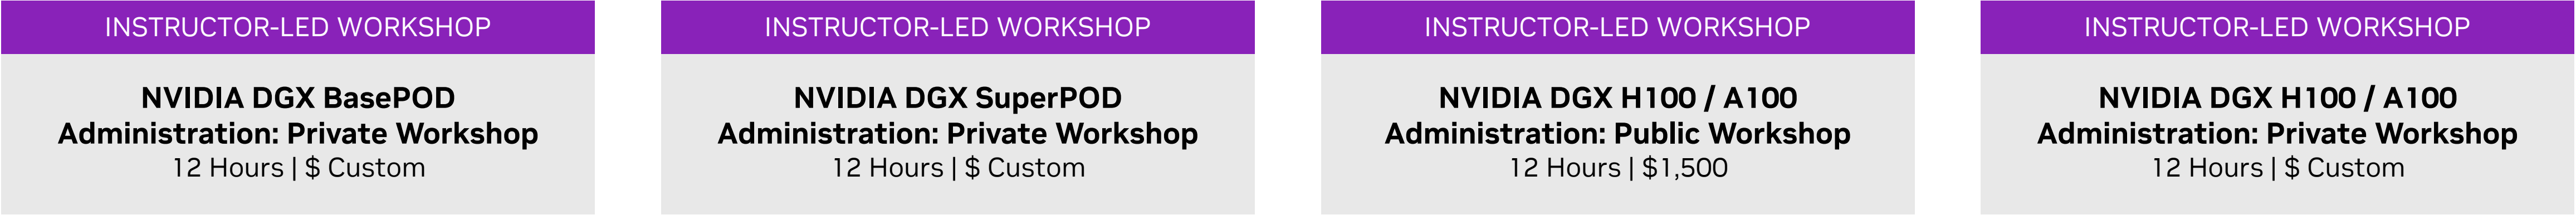 INSTRUCTOR-LED WORKSHOP
NVIDIA DGX BasePOD
Administration: Private Workshop
12 Hours | $ Custom
INSTRUCTOR-LED WORKSHOP
NVIDIA DGX SuperPOD
Administration: Private Workshop
12 Hours | $ Custom
INSTRUCTOR-LED WORKSHOP
NVIDIA DGX H100 / A100
Administration: Public Workshop
12 Hours | $1,500
INSTRUCTOR-LED WORKSHOP
NVIDIA DGX H100 / A100
Administration: Private Workshop
12 Hours | $ Custom